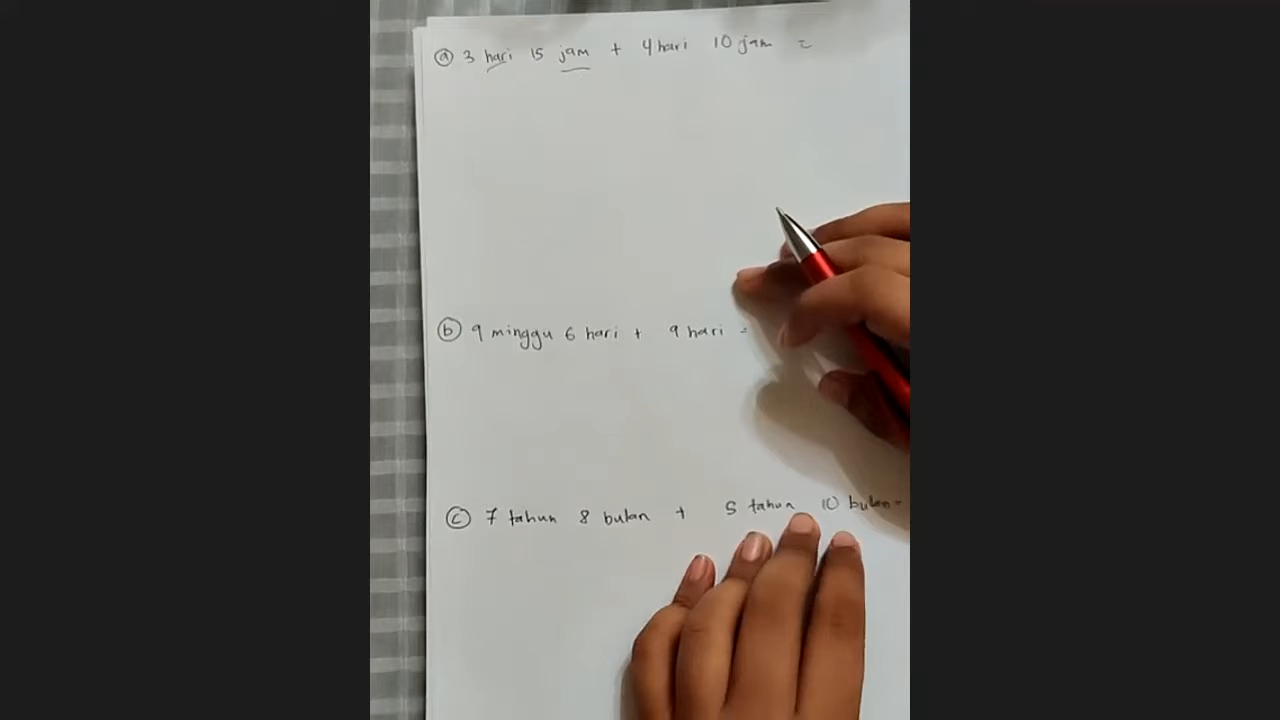 ⓐ 3 hari 15 jam + 4 hari 10 jam =
ⓑ 9 minggu 6 hari + 9 hari =
ⓒ 7 tahun 8 bulan + 5 tahun 10 bulan =